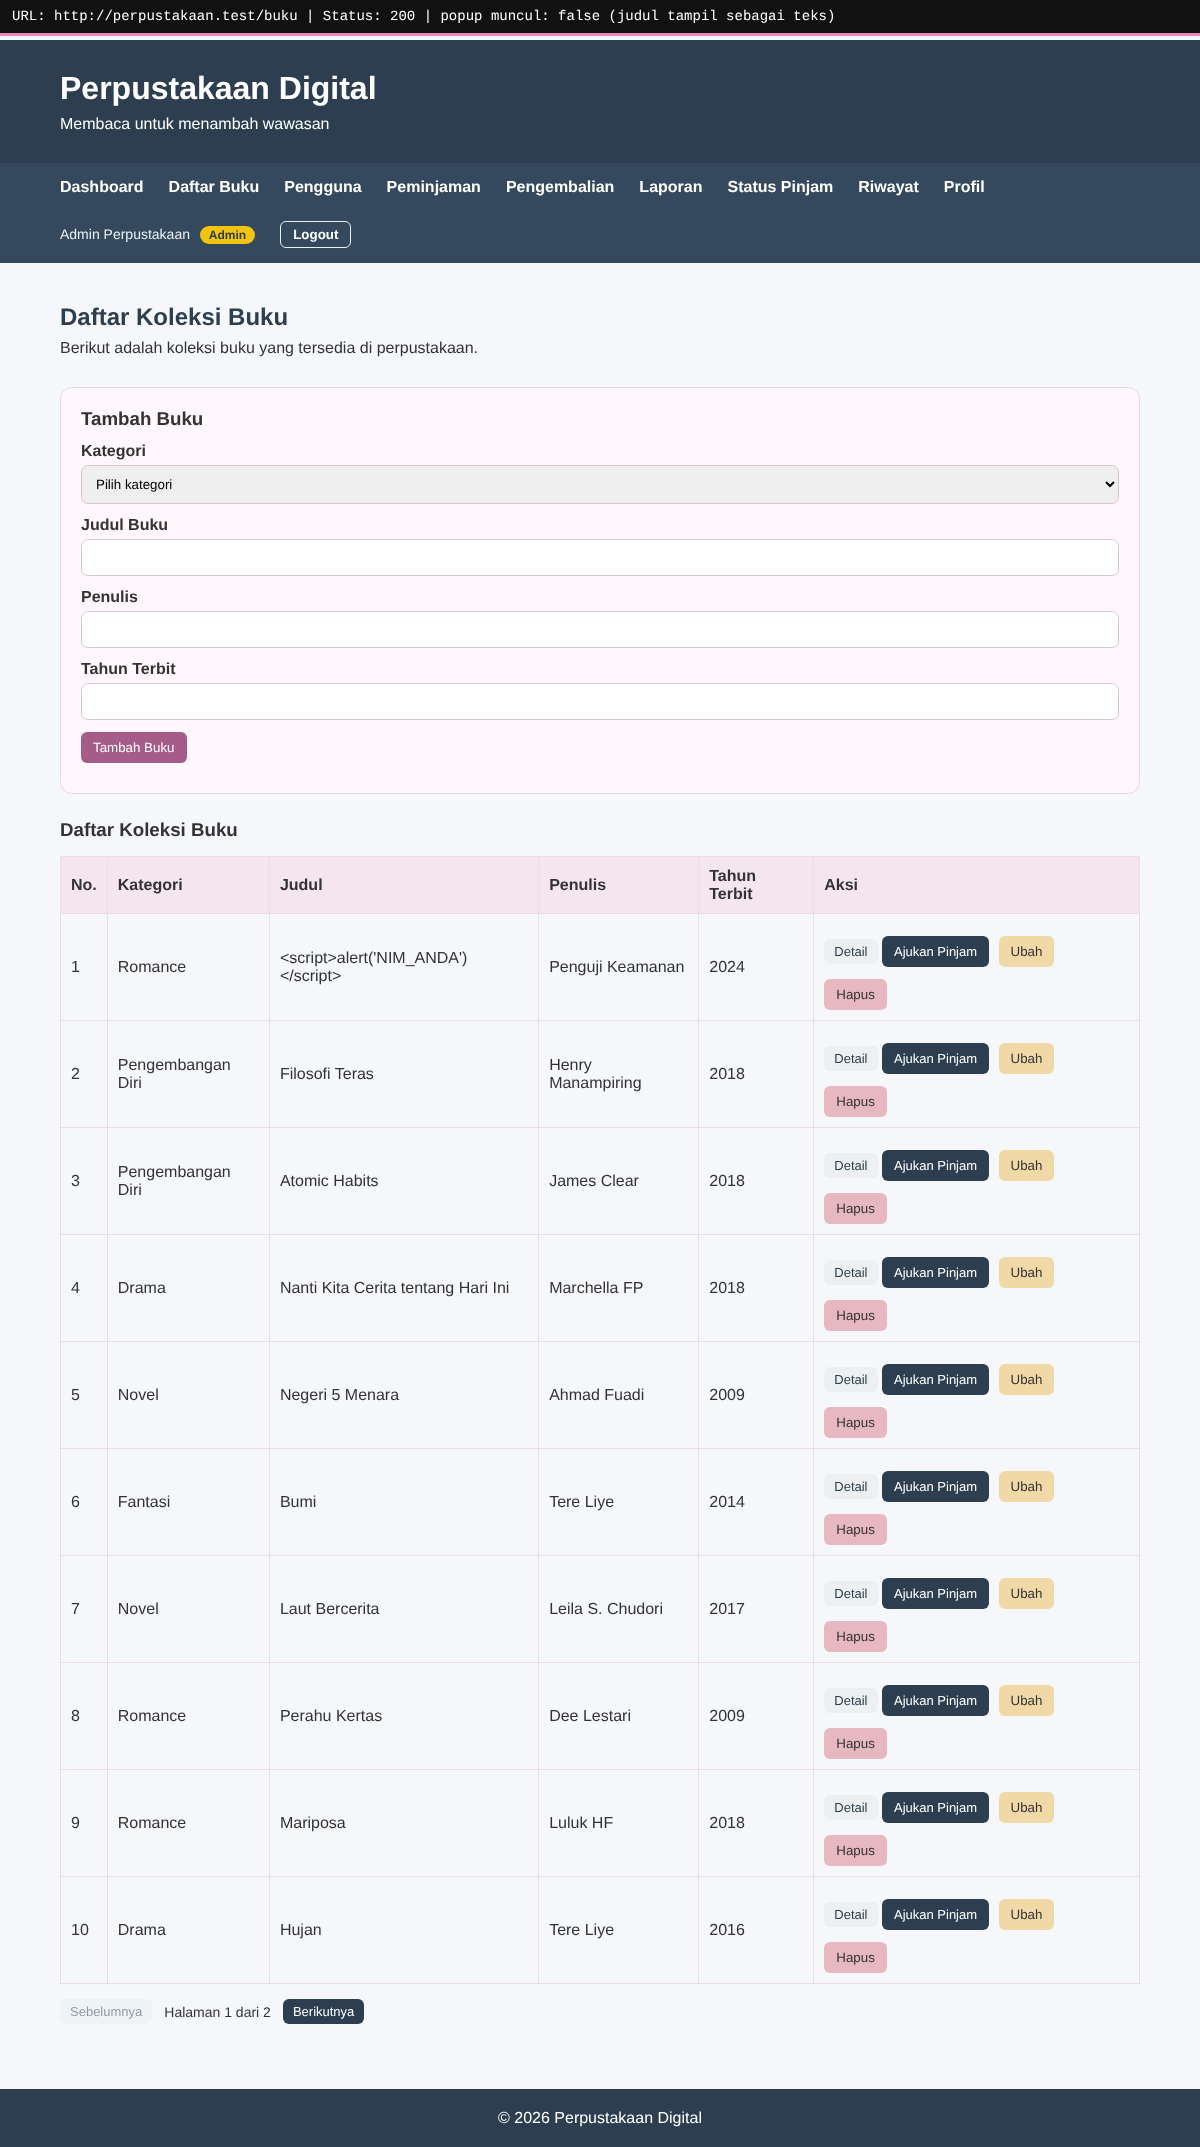 URL: http://perpustakaan.test/buku | Status: 200 | popup muncul: false (judul tampil sebagai teks)
Perpustakaan Digital
Membaca untuk menambah wawasan
Dashboard Daftar Buku Pengguna Peminjaman Pengembalian Laporan Status Pinjam Riwayat Profil
Admin Perpustakaan Admin Logout
Daftar Koleksi Buku
Berikut adalah koleksi buku yang tersedia di perpustakaan.
Tambah Buku
Kategori
Pilih kategori
Judul Buku
Penulis
Tahun Terbit
Tambah Buku
Daftar Koleksi Buku
No. Kategori Judul Penulis Tahun Terbit Aksi
1 Romance <script>alert('NIM_ANDA')</script> Penguji Keamanan 2024 Detail Ajukan Pinjam Ubah
Hapus
2 Pengembangan Diri Filosofi Teras Henry Manampiring 2018 Detail Ajukan Pinjam Ubah
Hapus
3 Pengembangan Diri Atomic Habits James Clear 2018 Detail Ajukan Pinjam Ubah
Hapus
4 Drama Nanti Kita Cerita tentang Hari Ini Marchella FP 2018 Detail Ajukan Pinjam Ubah
Hapus
5 Novel Negeri 5 Menara Ahmad Fuadi 2009 Detail Ajukan Pinjam Ubah
Hapus
6 Fantasi Bumi Tere Liye 2014 Detail Ajukan Pinjam Ubah
Hapus
7 Novel Laut Bercerita Leila S. Chudori 2017 Detail Ajukan Pinjam Ubah
Hapus
8 Romance Perahu Kertas Dee Lestari 2009 Detail Ajukan Pinjam Ubah
Hapus
9 Romance Mariposa Luluk HF 2018 Detail Ajukan Pinjam Ubah
Hapus
10 Drama Hujan Tere Liye 2016 Detail Ajukan Pinjam Ubah
Hapus
Sebelumnya Halaman 1 dari 2 Berikutnya
© 2026 Perpustakaan Digital